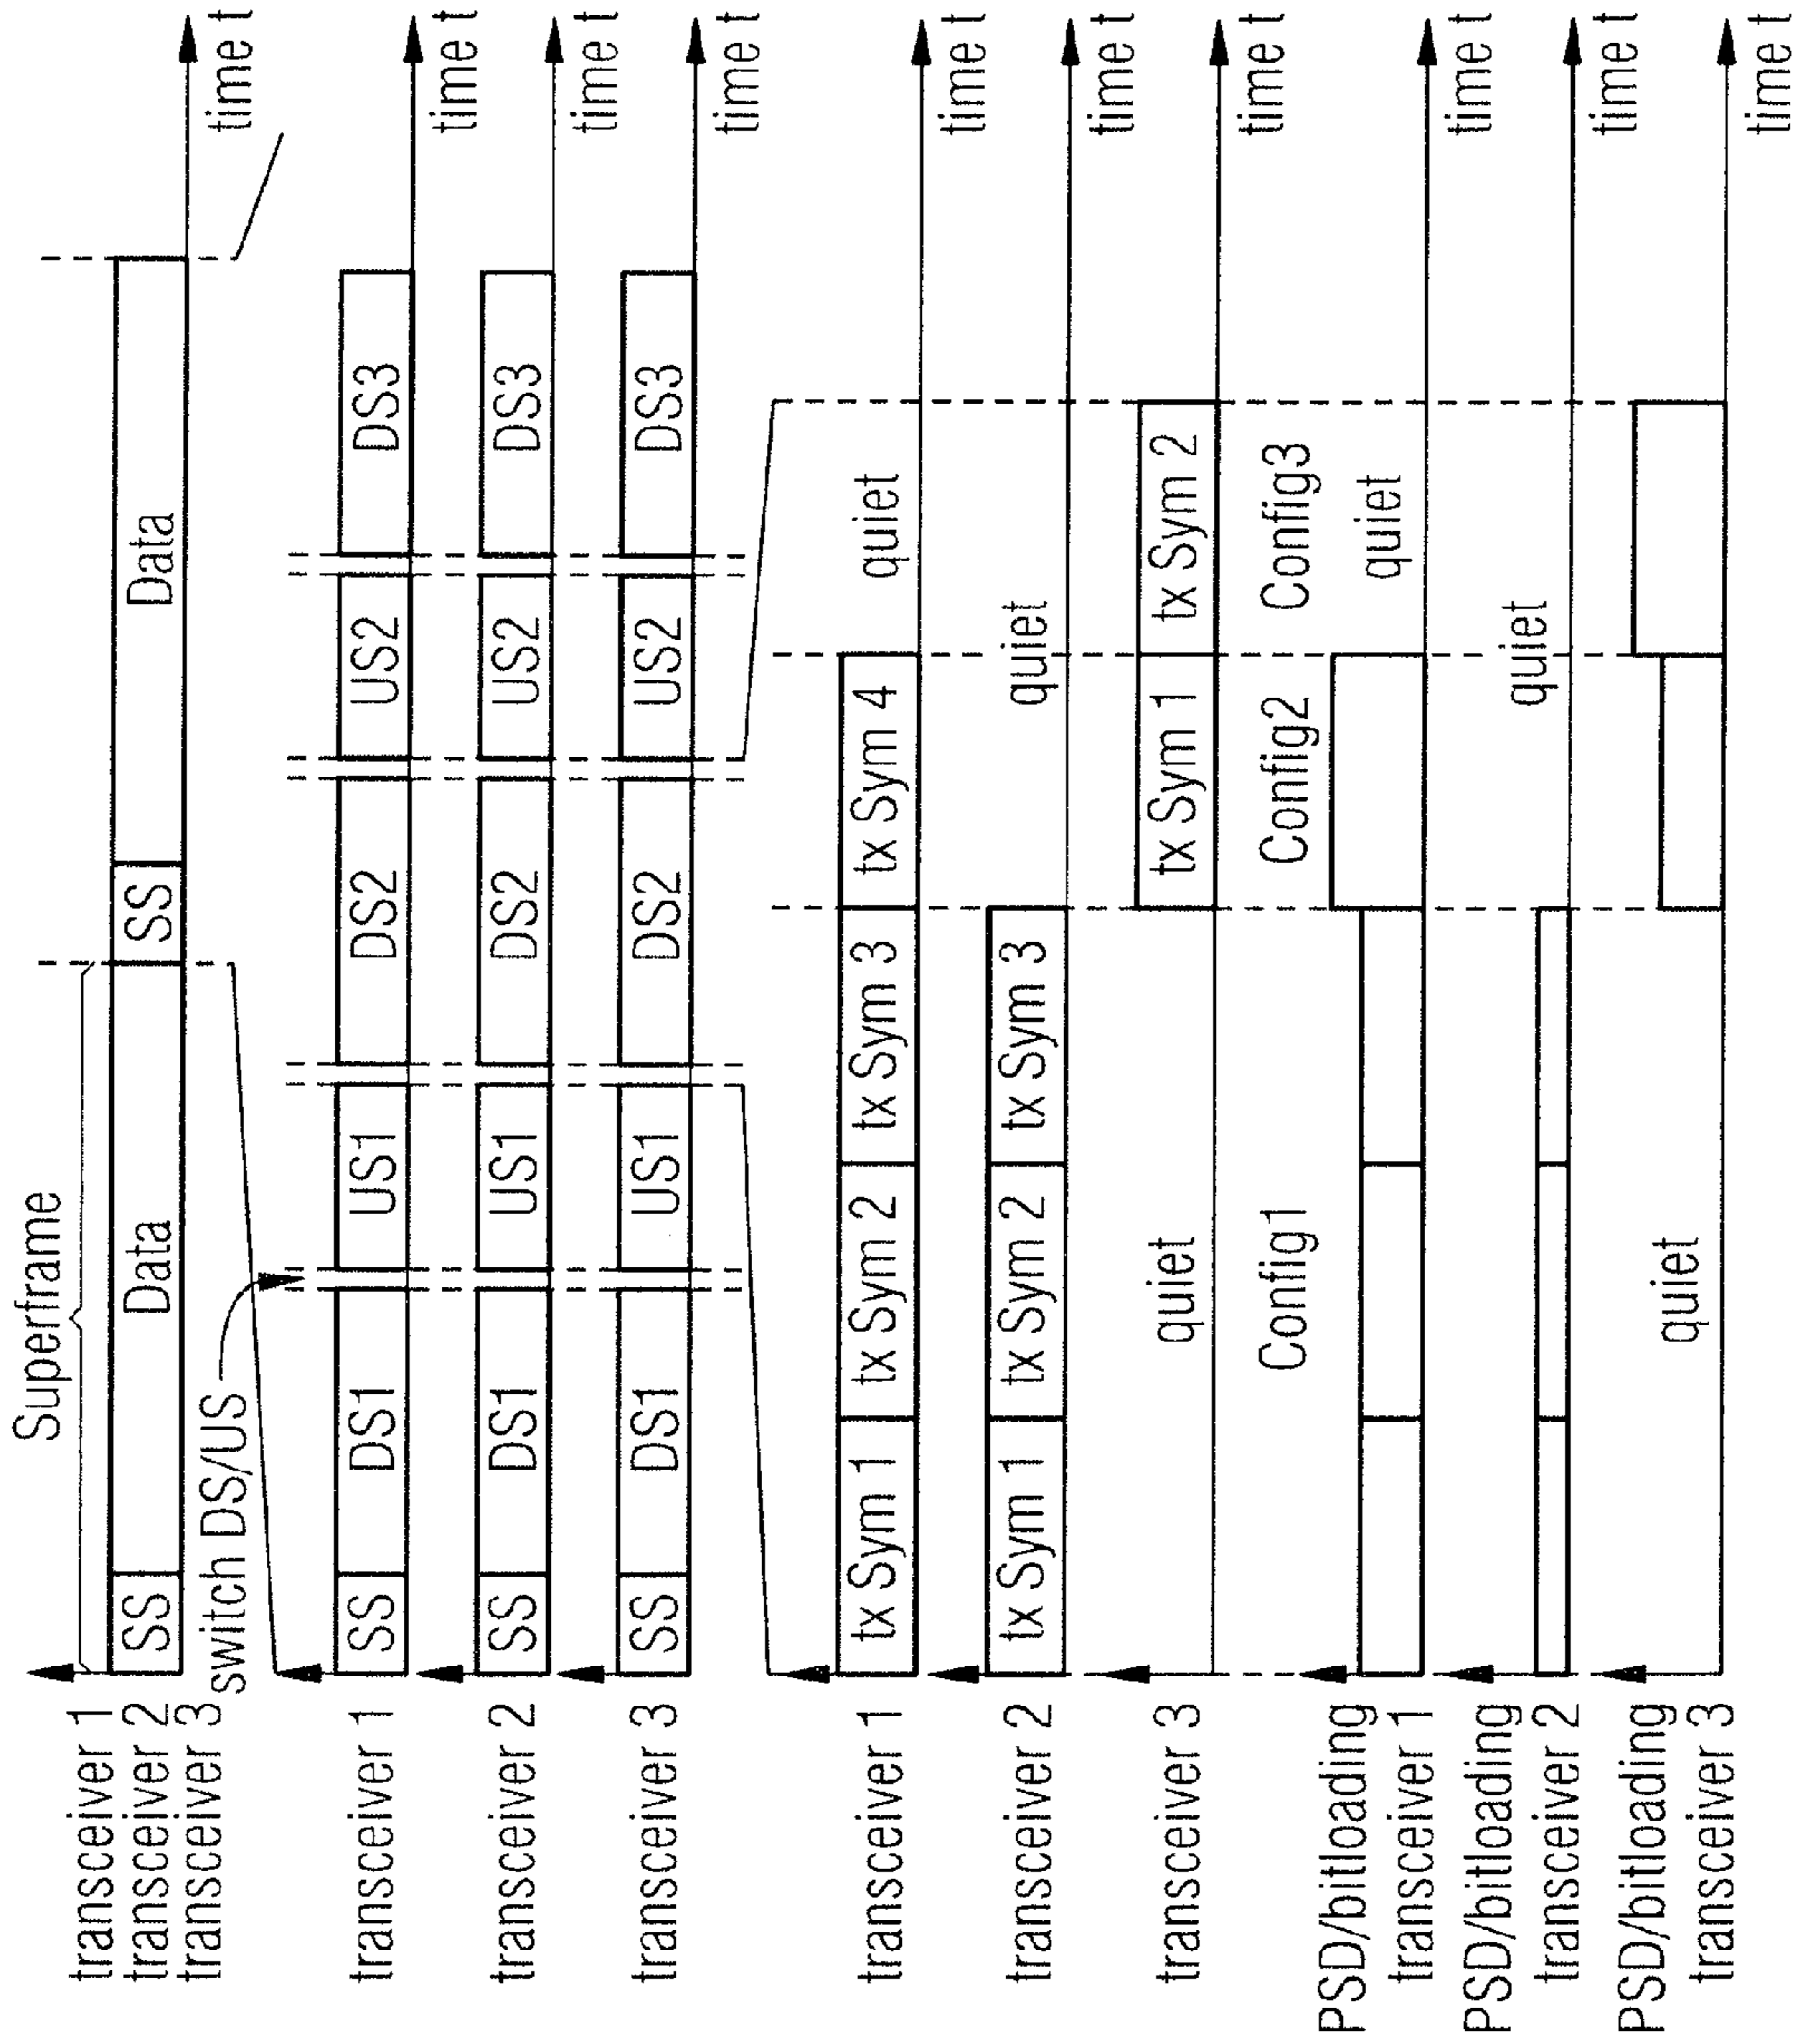 Superframe
transceiver 1
transceiver 2
transceiver 3
SS Data SS Data
time t
switch DS/US
transceiver 1 SS DS1 US1 DS2 US2 DS3
time t
transceiver 2 SS DS1 US1 DS2 US2 DS3
time t
transceiver 3 SS DS1 US1 DS2 US2 DS3
time t
transceiver 1 tx Sym 1 tx Sym 2 tx Sym 3 tx Sym 4 quiet
time t
transceiver 2 tx Sym 1 tx Sym 2 tx Sym 3 quiet
time t
transceiver 3 quiet tx Sym 1 tx Sym 2
time t
Config1 Config2 Config3
PSD/bitloading
transceiver 1 quiet
time t
PSD/bitloading
transceiver 2 quiet
time t
PSD/bitloading
transceiver 3 quiet
time t